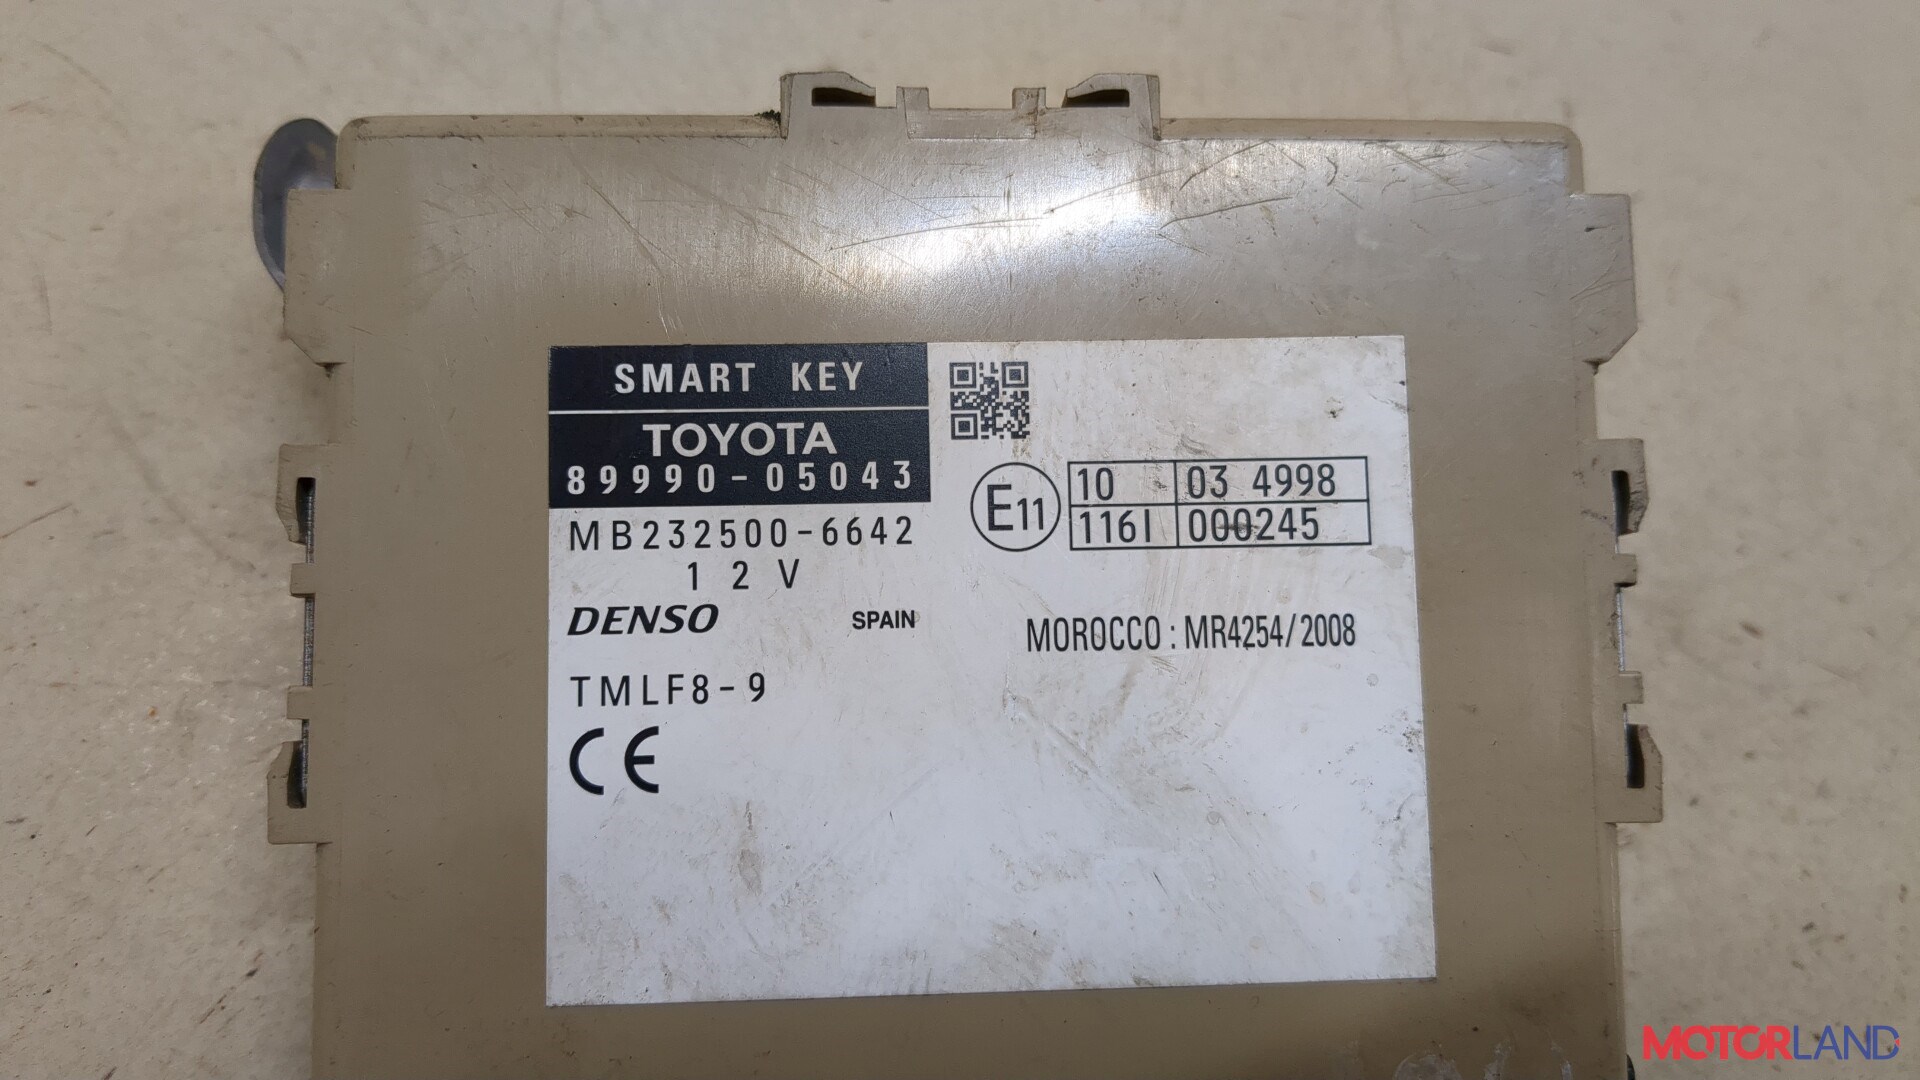 SMART KEY
TOYOTA
89990-05043
MB232500-6642
12V
DENSO SPAIN
TMLF8-9
CE
E11
10 03 4998
116I 000245
MOROCCO : MR4254/2008
MOTORLAND